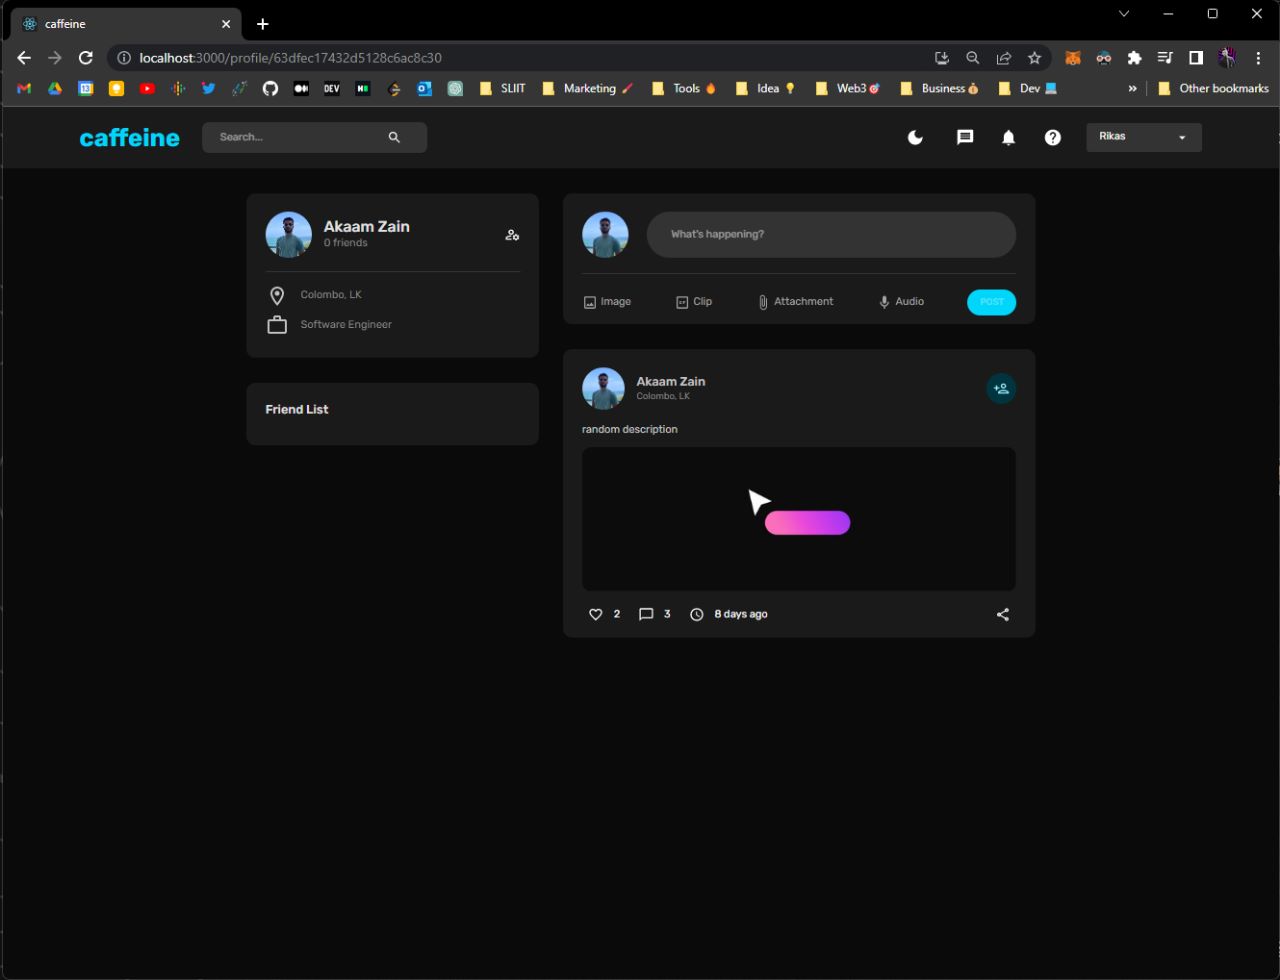 caffeine
localhost:3000/profile/63dfec17432d5128c6ac8c30
SLIIT Marketing Tools Idea Web3 Business Dev » Other bookmarks
caffeine Search... Rikas
Akaam Zain
0 friends
Colombo, LK
Software Engineer
Friend List
What's happening?
Image Clip Attachment Audio POST
Akaam Zain
Colombo, LK
random description
2 3 8 days ago